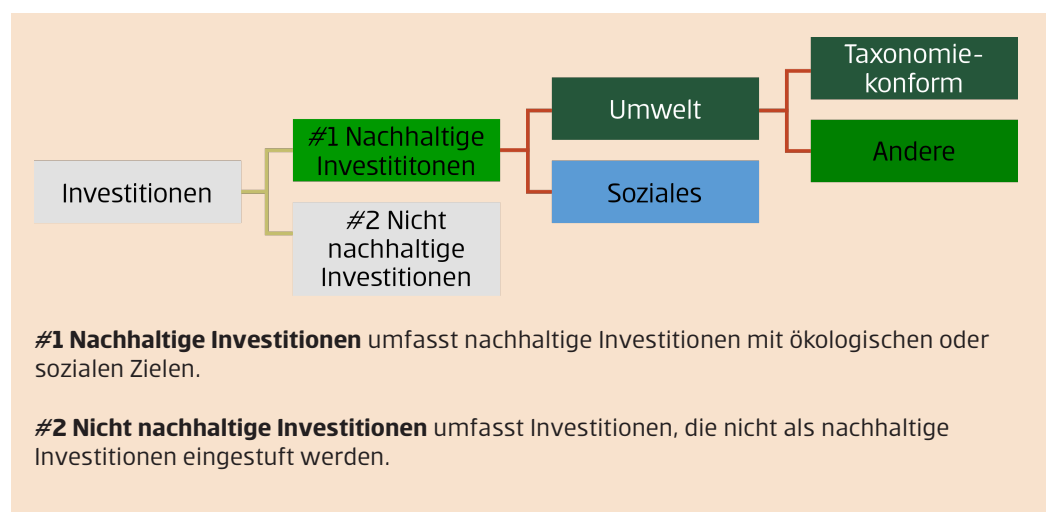 Taxonomie-
konform
Umwelt
#1 Nachhaltige
Investititonen
Andere
Investitionen
Soziales
#2 Nicht
nachhaltige
Investitionen
#1 Nachhaltige Investitionen umfasst nachhaltige Investitionen mit ökologischen oder
sozialen Zielen.
#2 Nicht nachhaltige Investitionen umfasst Investitionen, die nicht als nachhaltige
Investitionen eingestuft werden.